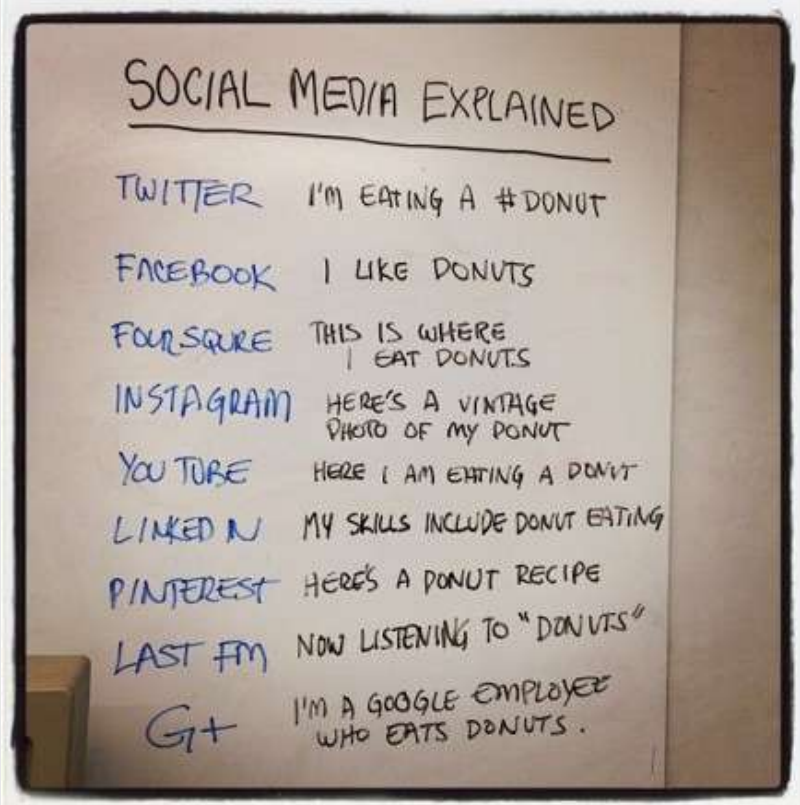 SOCIAL MEDIA EXPLAINED
TWITTER I'M EATING A #DONUT
FACEBOOK I LIKE DONUTS
FOURSQURE THIS IS WHERE
I EAT DONUTS
INSTAGRAM HERE'S A VINTAGE
PHOTO OF MY DONUT
YOU TUBE HERE I AM EATING A DONUT
LINKED IN MY SKILLS INCLUDE DONUT EATING
PINTEREST HERE'S A DONUT RECIPE
LAST FM NOW LISTENING TO "DONUTS"
G+ I'M A GOOGLE EMPLOYEE
WHO EATS DONUTS.